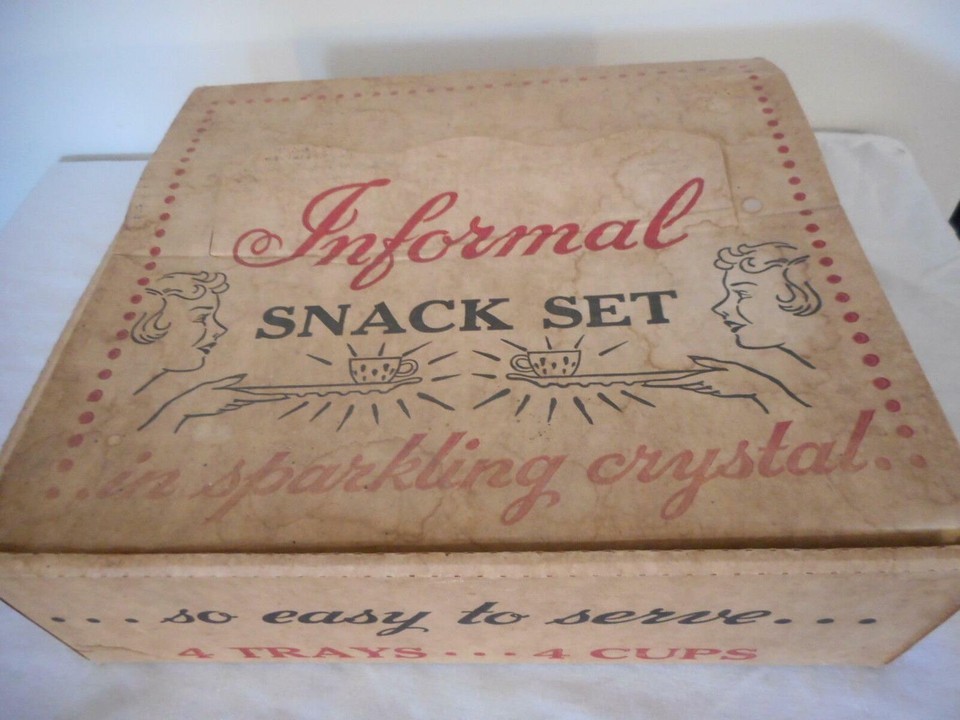 Informal
SNACK SET
in sparkling crystal
... so easy to serve...
4 TRAYS .... 4 CUPS